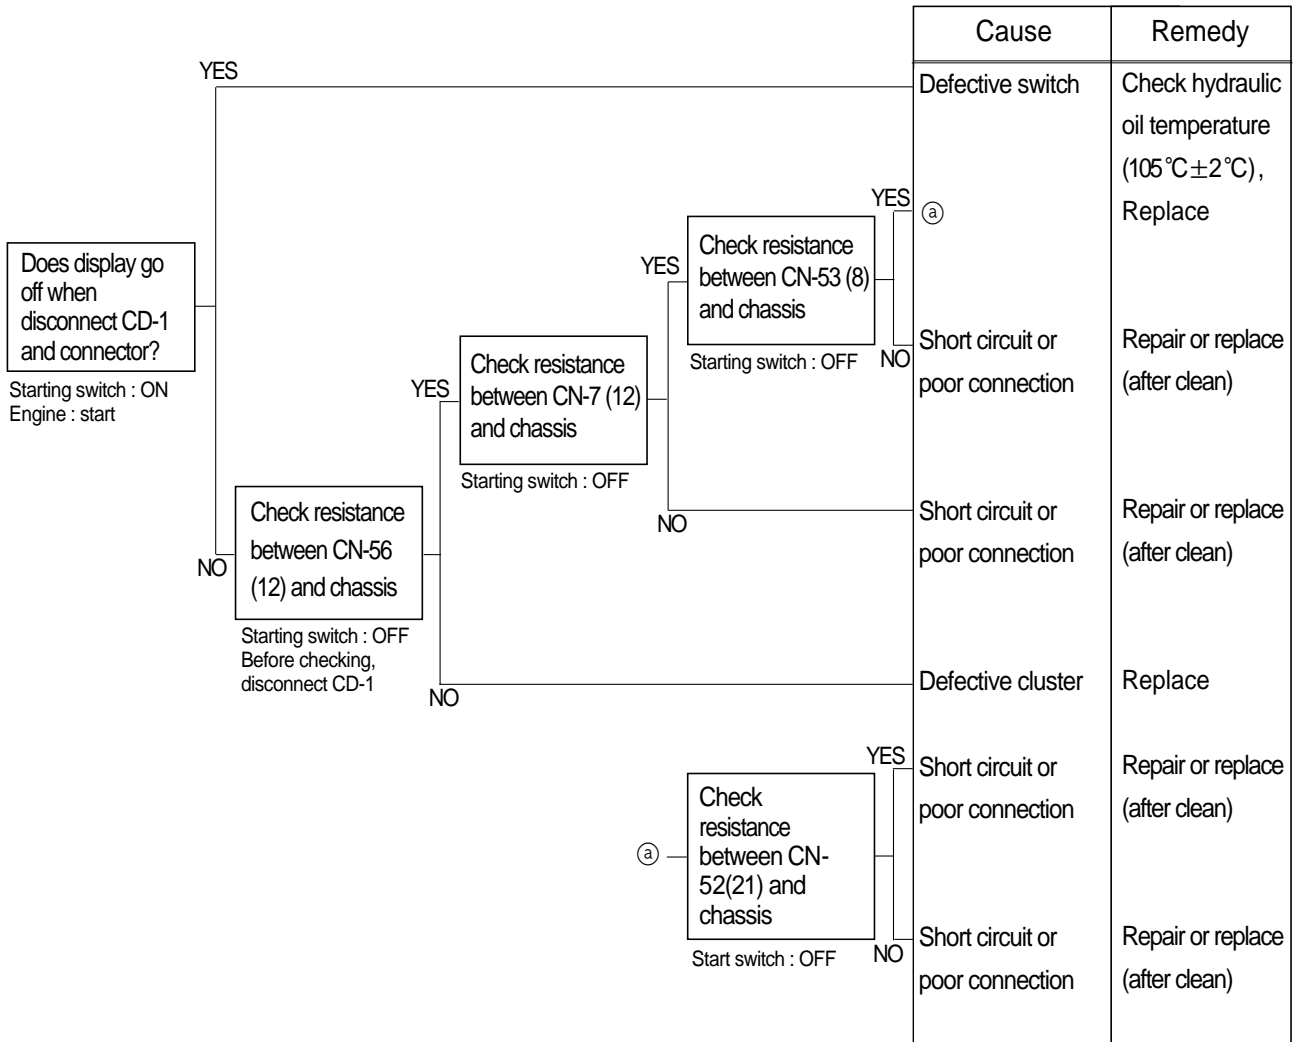 Cause
Remedy
YES
Defective switch
Check hydraulic
oil temperature
(105℃±2℃),
Replace
YES
ⓐ
Check resistance
between CN-53 (8)
and chassis
YES
Does display go
off when
disconnect CD-1
and connector?
Starting switch : OFF
NO
Short circuit or
poor connection
Repair or replace
(after clean)
Starting switch : ON
Engine : start
YES
Check resistance
between CN-7 (12)
and chassis
Starting switch : OFF
NO
Short circuit or
poor connection
Repair or replace
(after clean)
NO
Check resistance
between CN-56
(12) and chassis
Starting switch : OFF
Before checking,
disconnect CD-1
NO
Defective cluster
Replace
YES
Short circuit or
poor connection
Repair or replace
(after clean)
ⓐ
Check
resistance
between CN-
52(21) and
chassis
Start switch : OFF
NO
Short circuit or
poor connection
Repair or replace
(after clean)